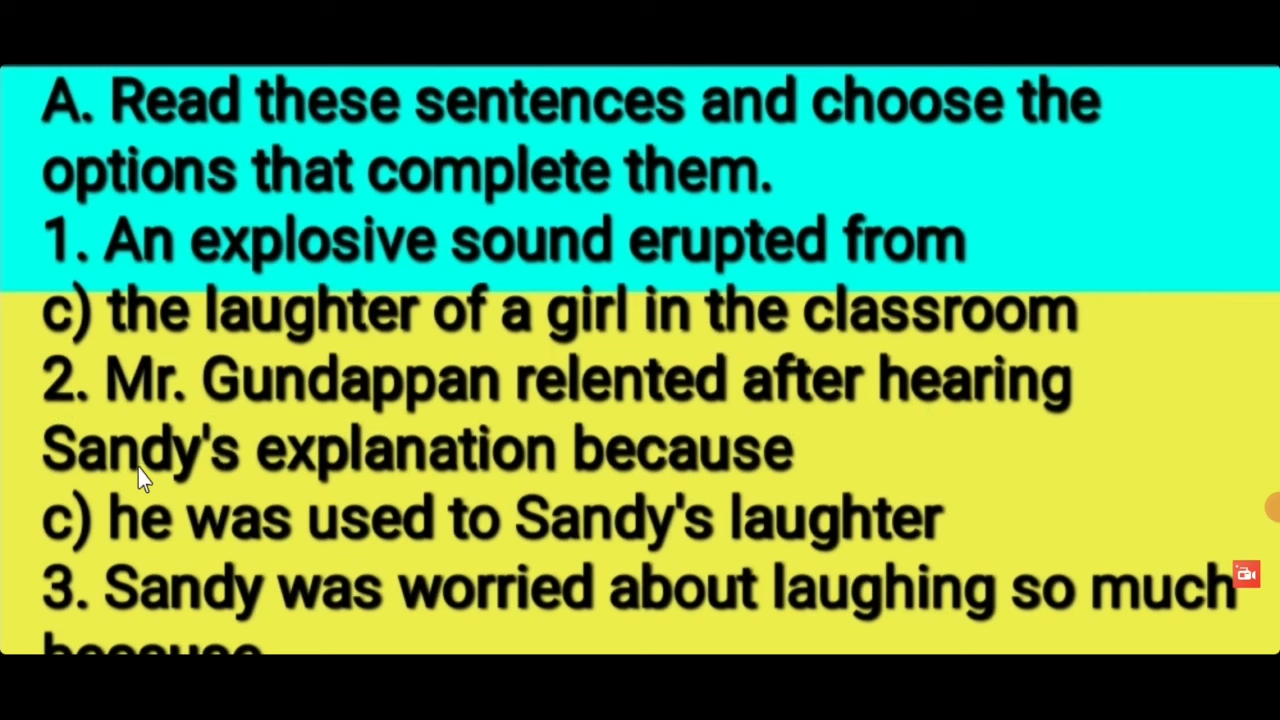 A. Read these sentences and choose the
options that complete them.
1. An explosive sound erupted from
c) the laughter of a girl in the classroom
2. Mr. Gundappan relented after hearing
Sandy's explanation because
c) he was used to Sandy's laughter
3. Sandy was worried about laughing so much
because